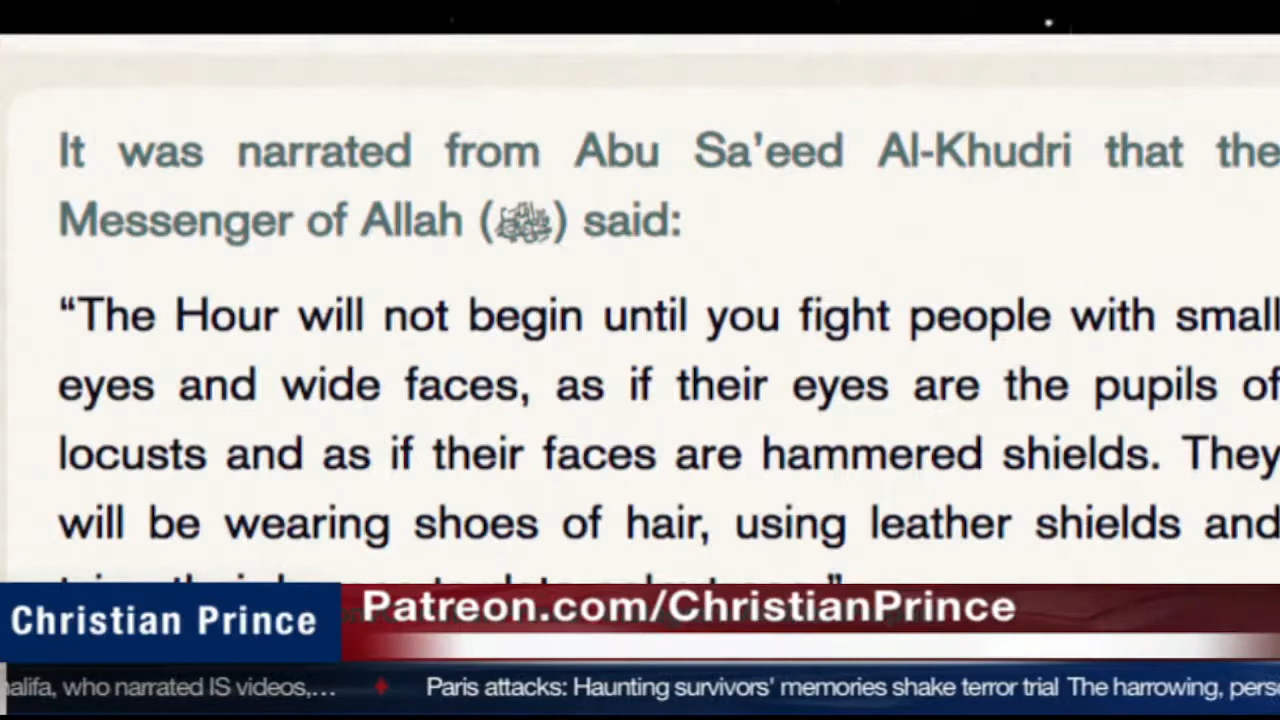 It was narrated from Abu Sa'eed Al-Khudri that the
Messenger of Allah (ﷺ) said:
“The Hour will not begin until you fight people with small
eyes and wide faces, as if their eyes are the pupils of
locusts and as if their faces are hammered shields. They
will be wearing shoes of hair, using leather shields and
Christian Prince
Patreon.com/ChristianPrince
alifa, who narrated IS videos,... Paris attacks: Haunting survivors' memories shake terror trial The harrowing, pers